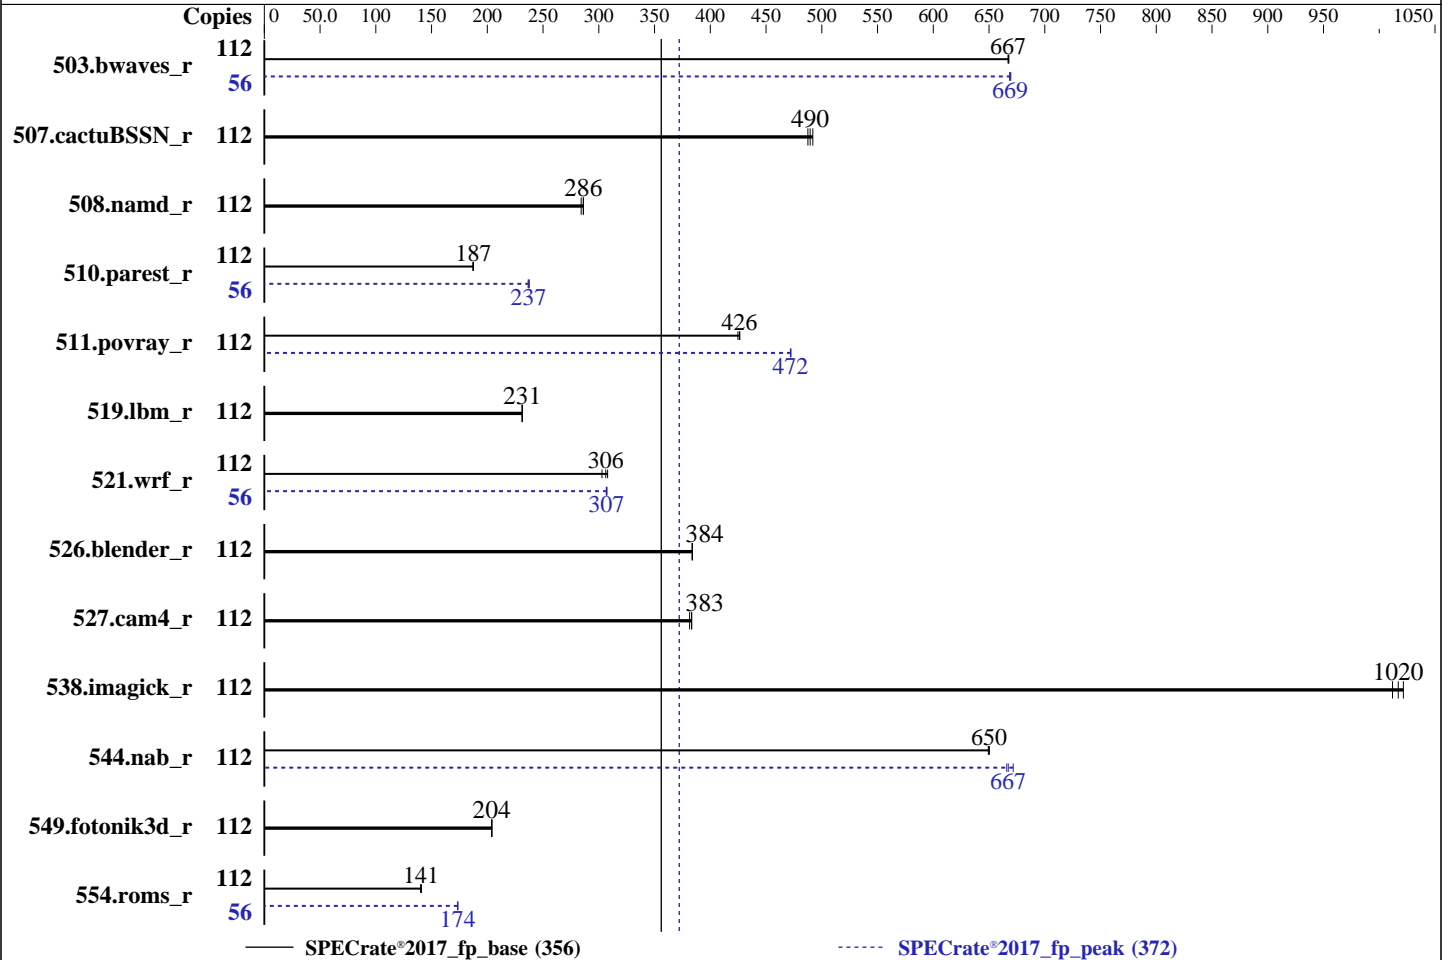 Copies 0 50.0 100 150 200 250 300 350 400 450 500 550 600 650 700 750 800 850 900 950 1050
503.bwaves_r 112 667
56 669
507.cactuBSSN_r 112 490
508.namd_r 112 286
510.parest_r 112 187
56 237
511.povray_r 112 426
472
519.lbm_r 112 231
521.wrf_r 112 306
56 307
526.blender_r 112 384
527.cam4_r 112 383
538.imagick_r 112 1020
544.nab_r 112 650
667
549.fotonik3d_r 112 204
554.roms_r 112 141
56 174
SPECrate®2017_fp_base (356) SPECrate®2017_fp_peak (372)